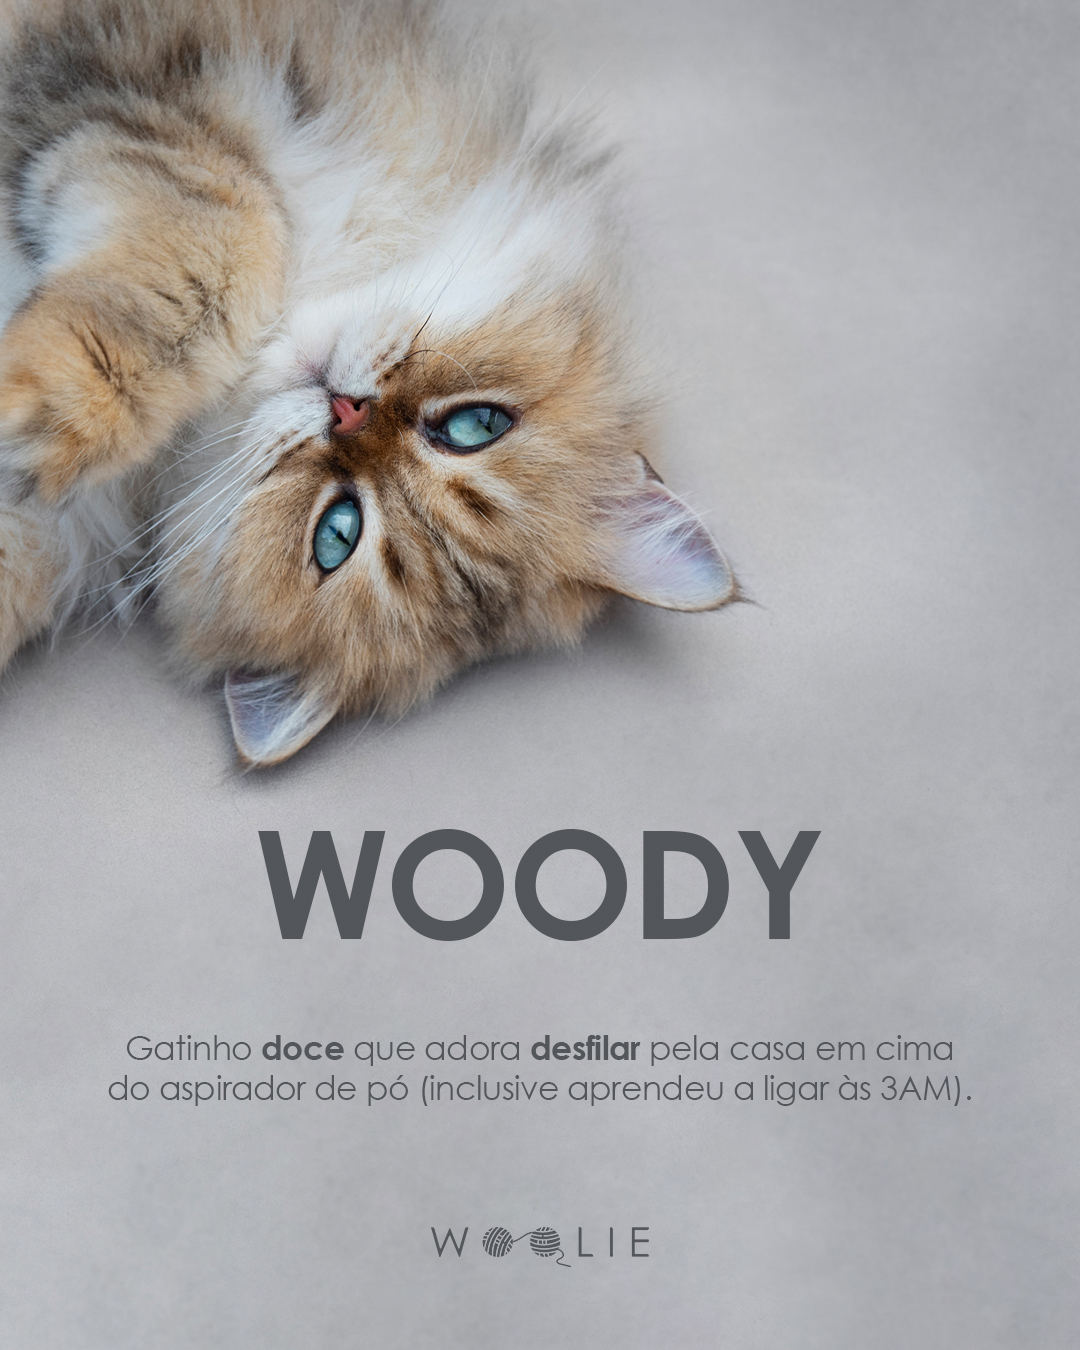 WOODY
Gatinho doce que adora desfilar pela casa em cima
do aspirador de pó (inclusive aprendeu a ligar às 3AM).
WOOLIE